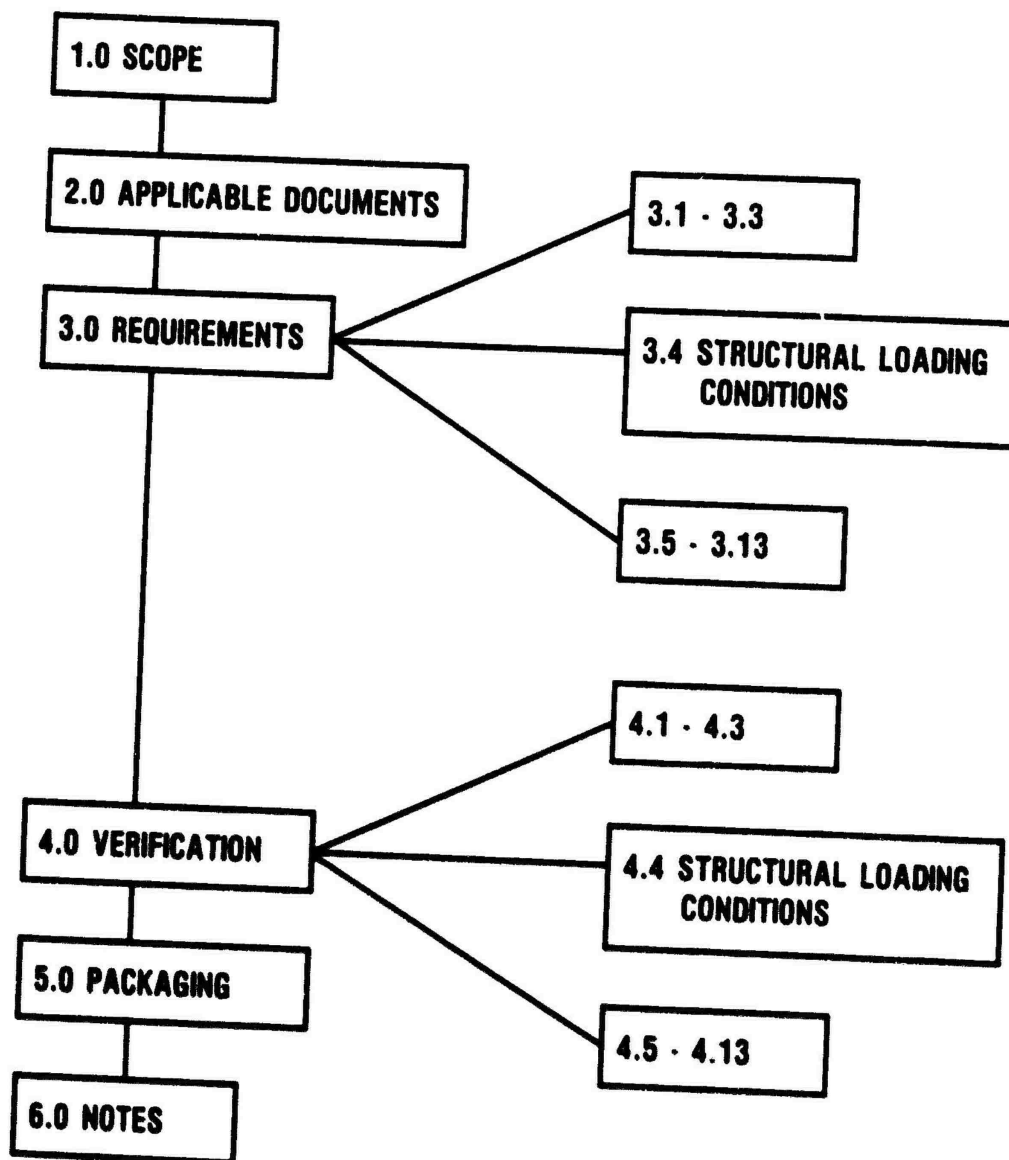 1.0 SCOPE
2.0 APPLICABLE DOCUMENTS
3.0 REQUIREMENTS
3.1 - 3.3
3.4 STRUCTURAL LOADING
CONDITIONS
3.5 - 3.13
4.0 VERIFICATION
4.1 - 4.3
4.4 STRUCTURAL LOADING
CONDITIONS
4.5 - 4.13
5.0 PACKAGING
6.0 NOTES